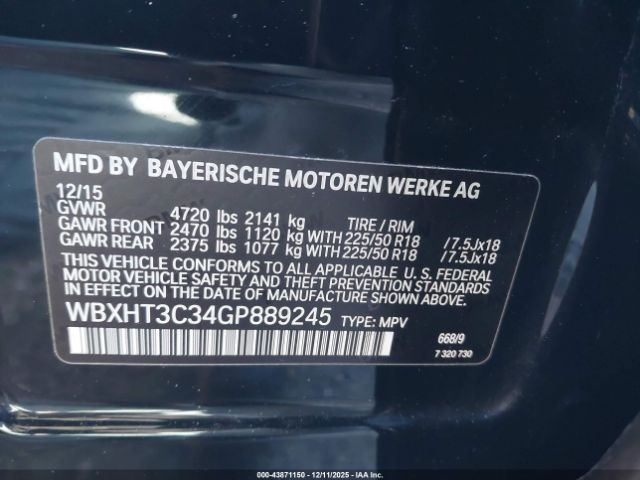 MFD BY BAYERISCHE MOTOREN WERKE AG
12/15
GVWR 4720 lbs 2141 kg TIRE / RIM
GAWR FRONT 2470 lbs 1120 kg WITH 225/50 R18 /7.5Jx18
GAWR REAR 2375 lbs 1077 kg WITH 225/50 R18 /7.5Jx18
THIS VEHICLE CONFORMS TO ALL APPLICABLE U. S. FEDERAL
MOTOR VEHICLE SAFETY AND THEFT PREVENTION STANDARDS
IN EFFECT ON THE DATE OF MANUFACTURE SHOWN ABOVE.
WBXHT3C34GP889245 TYPE: MPV
668/9
7 320 730
000-43871150 - 12/11/2025 - IAA Inc.